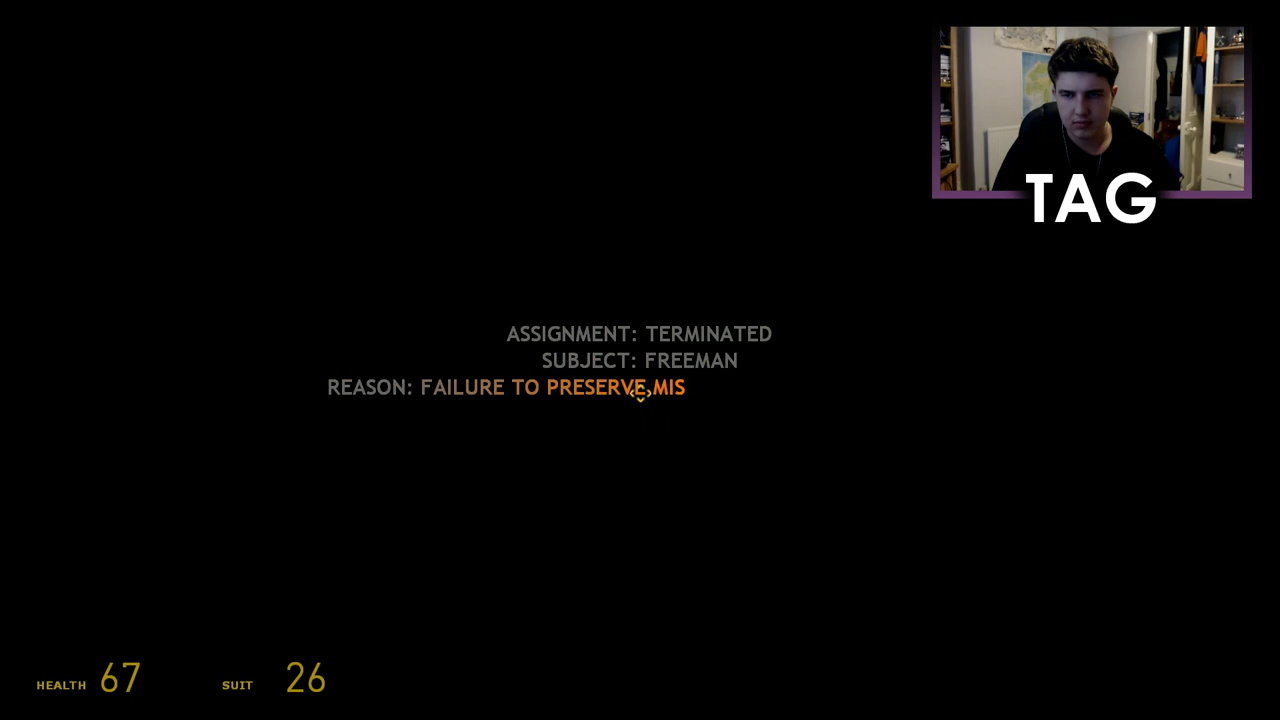 TAG
ASSIGNMENT: TERMINATED
SUBJECT: FREEMAN
REASON: FAILURE TO PRESERVE MIS
HEALTH 67 SUIT 26